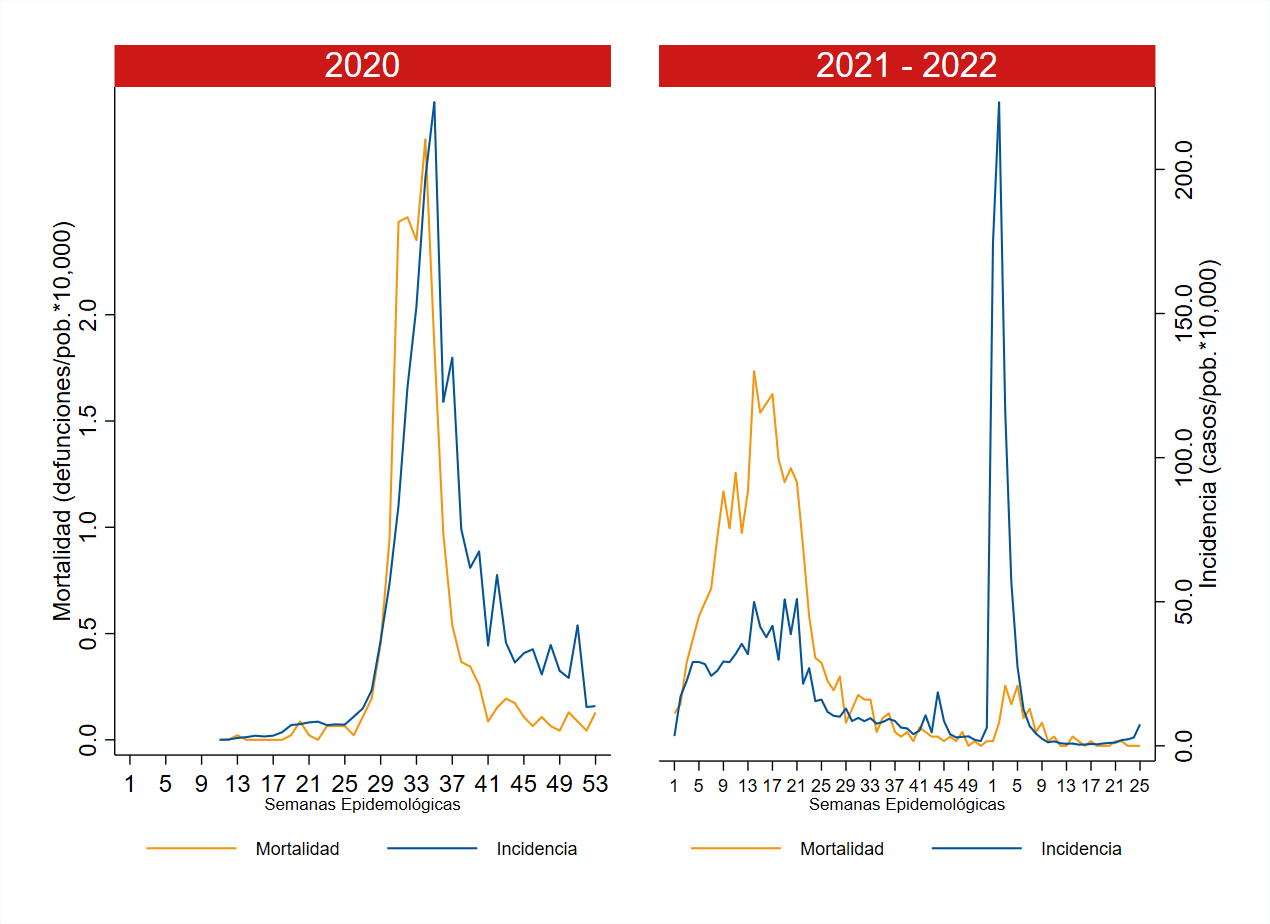 2020
2021 - 2022
Mortalidad (defunciones/pob.*10,000)
2.0
1.5
1.0
0.5
0.0
1 5 9 13 17 21 25 29 33 37 41 45 49 53
Semanas Epidemológicas
Mortalidad Incidencia
200.0
150.0
100.0
50.0
0.0
Incidencia (casos/pob.*10,000)
1 5 9 13 17 21 25 29 33 37 41 45 49 1 5 9 13 17 21 25
Semanas Epidemológicas
Mortalidad Incidencia